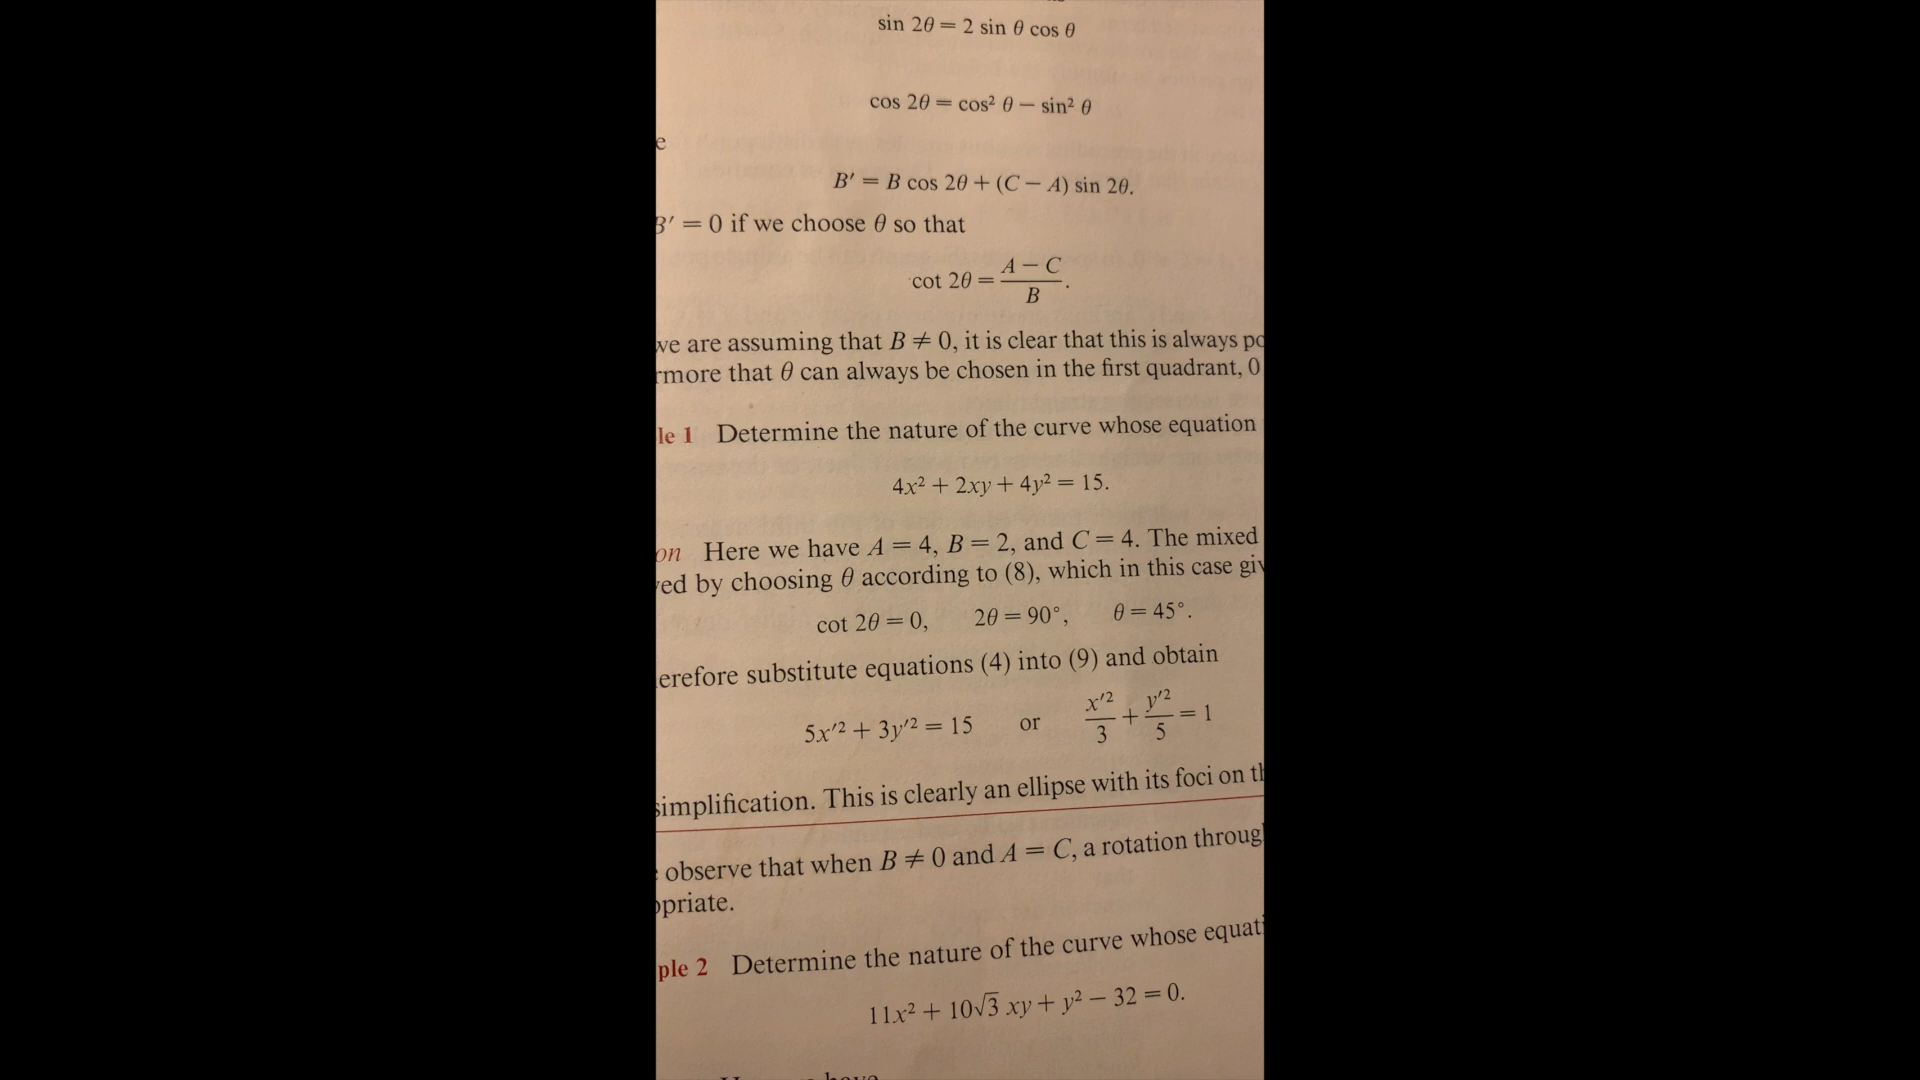 sin 2θ = 2 sin θ cos θ
cos 2θ = cos² θ − sin² θ
e
B′ = B cos 2θ + (C − A) sin 2θ.
B′ = 0 if we choose θ so that
cot 2θ = (A − C)/B.
we are assuming that B ≠ 0, it is clear that this is always po
rmore that θ can always be chosen in the first quadrant, 0
le 1 Determine the nature of the curve whose equation
4x² + 2xy + 4y² = 15.
on Here we have A = 4, B = 2, and C = 4. The mixed
ed by choosing θ according to (8), which in this case giv
cot 2θ = 0, 2θ = 90°, θ = 45°.
erefore substitute equations (4) into (9) and obtain
5x′² + 3y′² = 15 or x′²/3 + y′²/5 = 1
simplification. This is clearly an ellipse with its foci on th
observe that when B ≠ 0 and A = C, a rotation throug
opriate.
ple 2 Determine the nature of the curve whose equati
11x² + 10√3 xy + y² − 32 = 0.